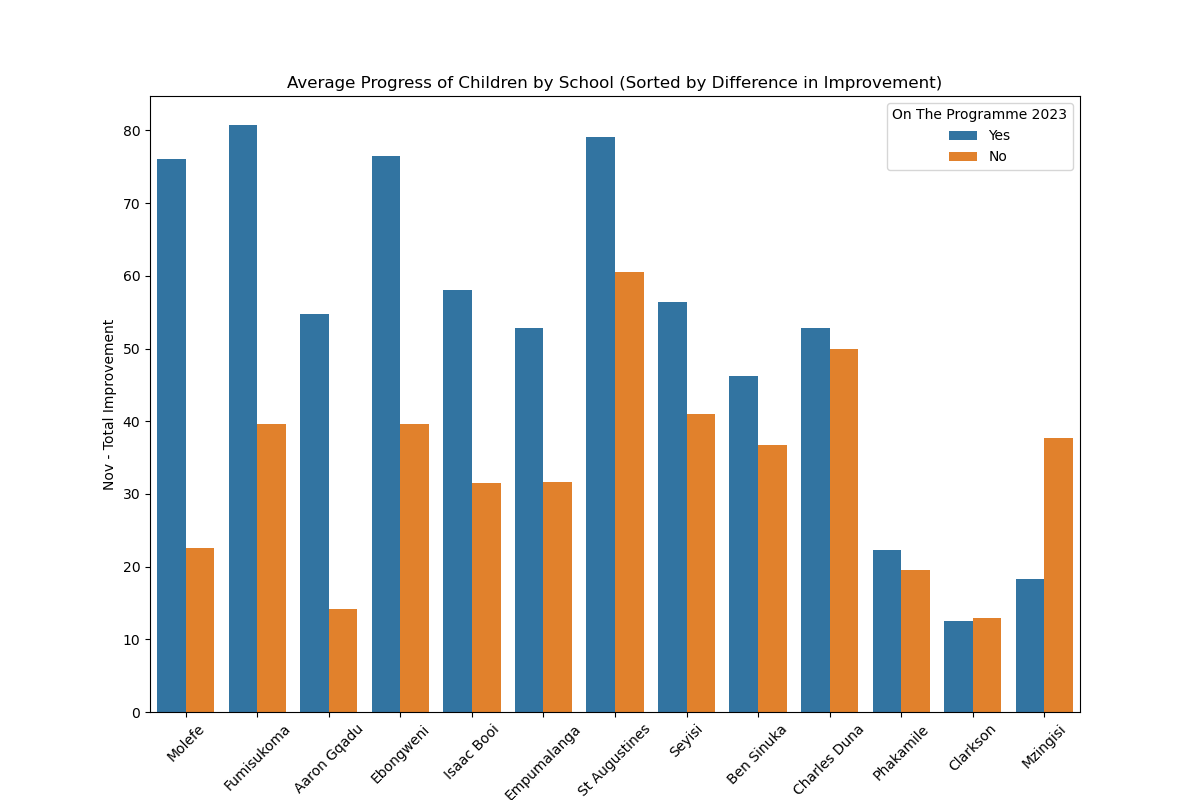 Average Progress of Children by School (Sorted by Difference in Improvement)
On The Programme 2023
Yes
No
Nov - Total Improvement
80
70
60
50
40
30
20
10
0
Molefe
Fumisukoma
Aaron Gqadu
Ebongweni
Isaac Booi
Empumalanga
St Augustines
Seyisi
Ben Sinuka
Charles Duna
Phakamile
Clarkson
Mzingisi